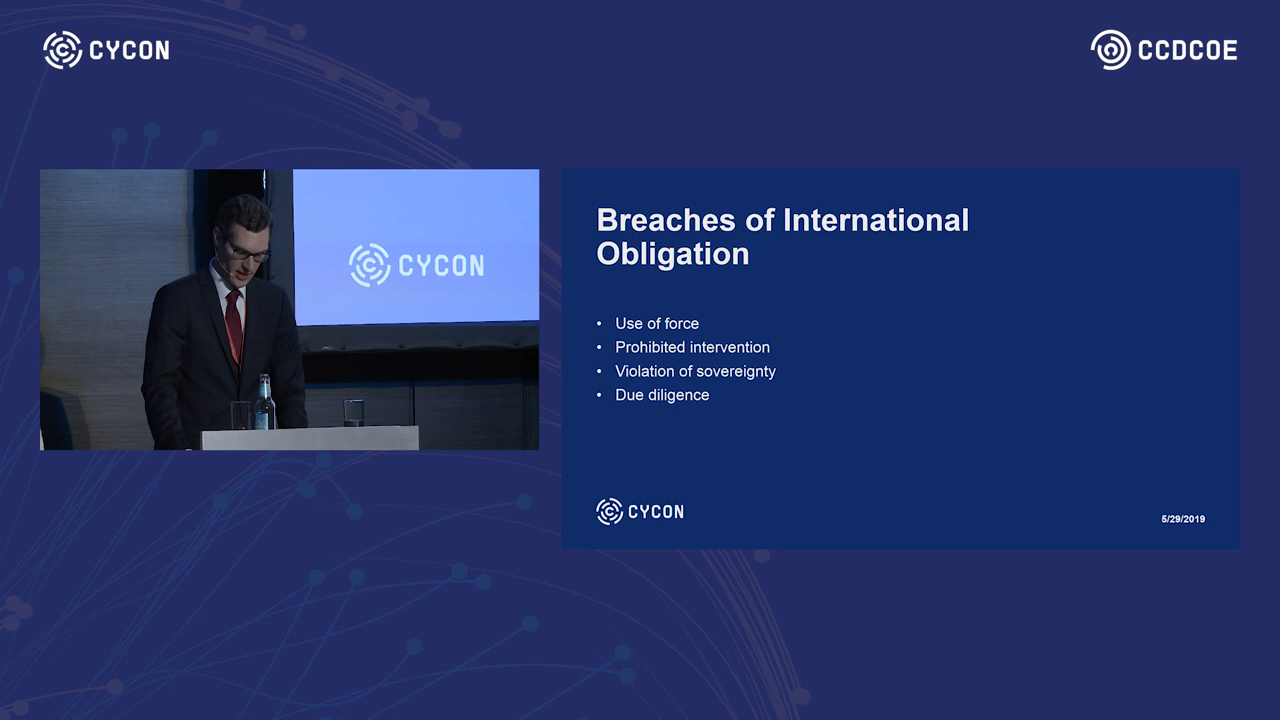 CYCON
CCDCOE
CYCON
Breaches of International
Obligation
• Use of force
• Prohibited intervention
• Violation of sovereignty
• Due diligence
CYCON
5/29/2019